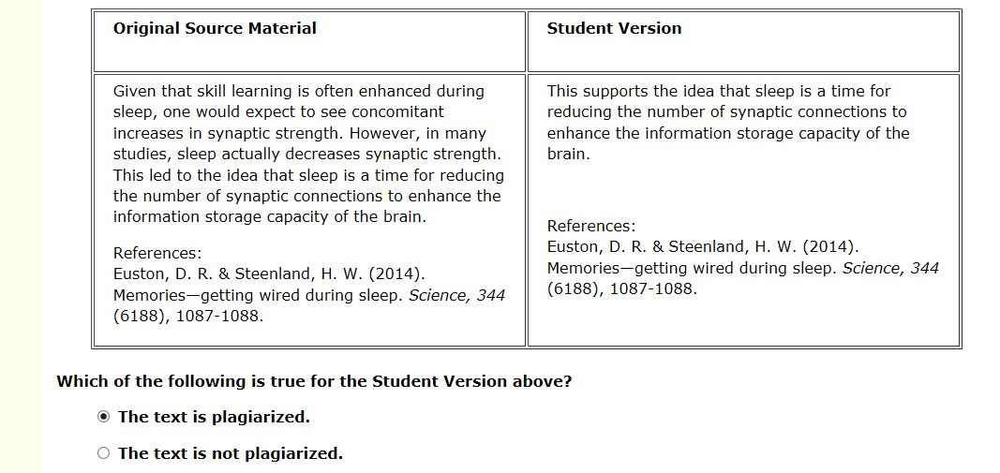 Original Source Material
Student Version
Given that skill learning is often enhanced during
sleep, one would expect to see concomitant
increases in synaptic strength. However, in many
studies, sleep actually decreases synaptic strength.
This led to the idea that sleep is a time for reducing
the number of synaptic connections to enhance the
information storage capacity of the brain.
References:
Euston, D. R. & Steenland, H. W. (2014).
Memories—getting wired during sleep. Science, 344
(6188), 1087-1088.
This supports the idea that sleep is a time for
reducing the number of synaptic connections to
enhance the information storage capacity of the
brain.
References:
Euston, D. R. & Steenland, H. W. (2014).
Memories—getting wired during sleep. Science, 344
(6188), 1087-1088.
Which of the following is true for the Student Version above?
The text is plagiarized.
The text is not plagiarized.